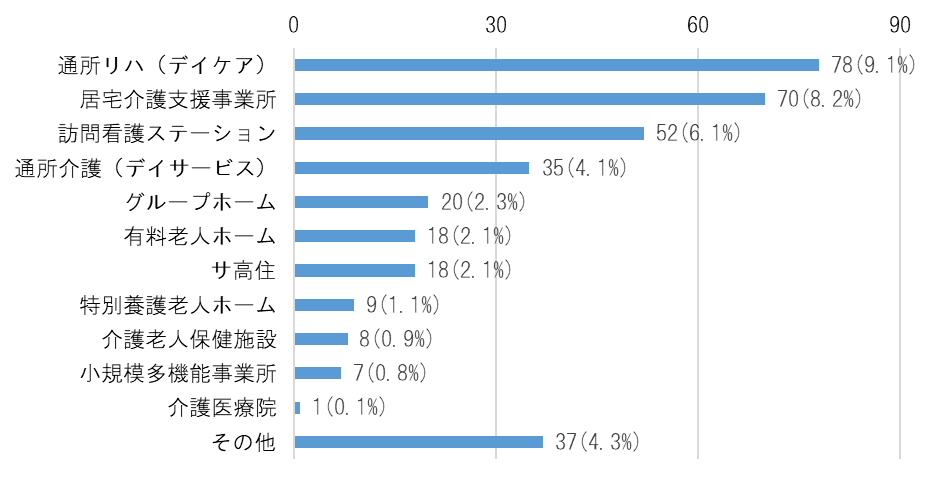 0 30 60 90
通所リハ（デイケア） 78(9.1%)
居宅介護支援事業所 70(8.2%)
訪問看護ステーション 52(6.1%)
通所介護（デイサービス） 35(4.1%)
グループホーム 20(2.3%)
有料老人ホーム 18(2.1%)
サ高住 18(2.1%)
特別養護老人ホーム 9(1.1%)
介護老人保健施設 8(0.9%)
小規模多機能事業所 7(0.8%)
介護医療院 1(0.1%)
その他 37(4.3%)